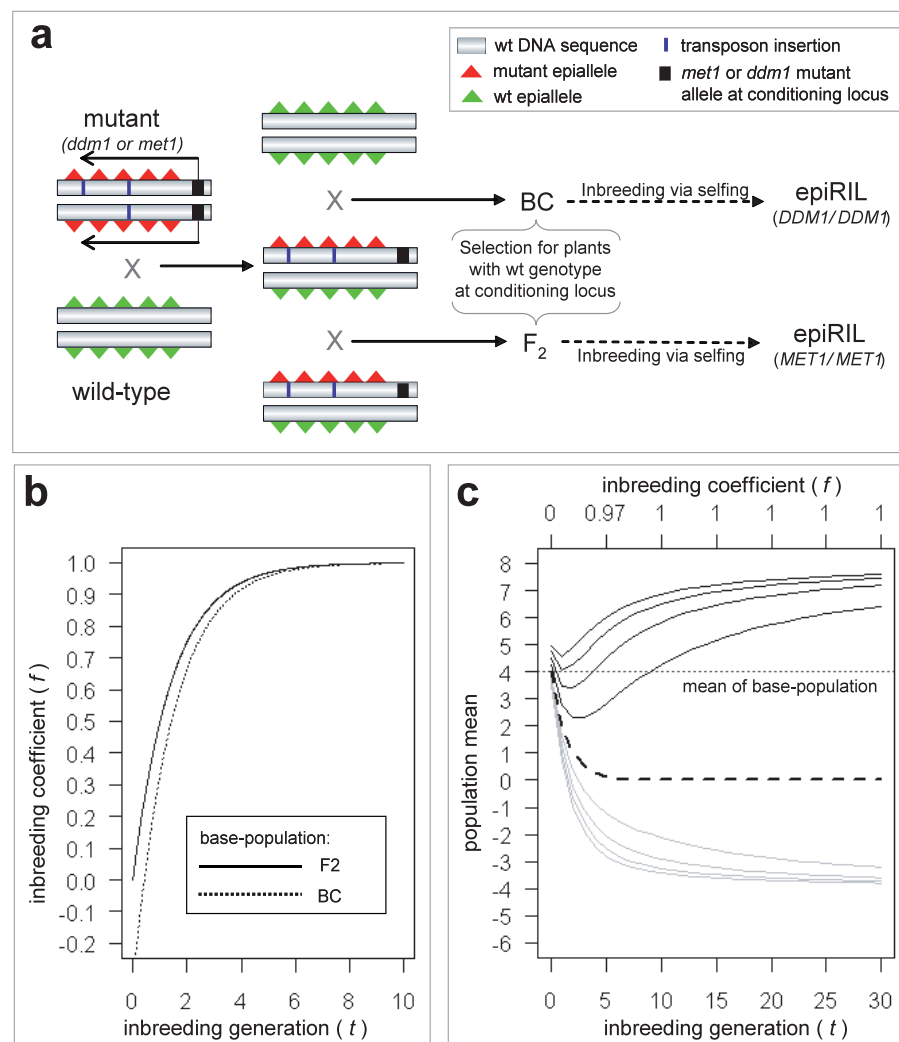 a
wt DNA sequence
mutant epiallele
wt epiallele
transposon insertion
met1 or ddm1 mutant
allele at conditioning locus
mutant
(ddm1 or met1)
X
wild-type
X
BC
Inbreeding via selfing
epiRIL
(DDM1/DDM1)
Selection for plants
with wt genotype
at conditioning locus
X
F2
Inbreeding via selfing
epiRIL
(MET1/MET1)
b
inbreeding coefficient ( f )
1.0
0.9
0.8
0.7
0.6
0.5
0.4
0.3
0.2
0.1
0.0
-0.1
-0.2
base-population:
F2
BC
0 2 4 6 8 10
inbreeding generation ( t )
c
inbreeding coefficient ( f )
0 0.97 1 1 1 1 1
population mean
8
7
6
5
4
3
2
1
0
-1
-2
-3
-4
-5
-6
mean of base-population
0 5 10 15 20 25 30
inbreeding generation ( t )